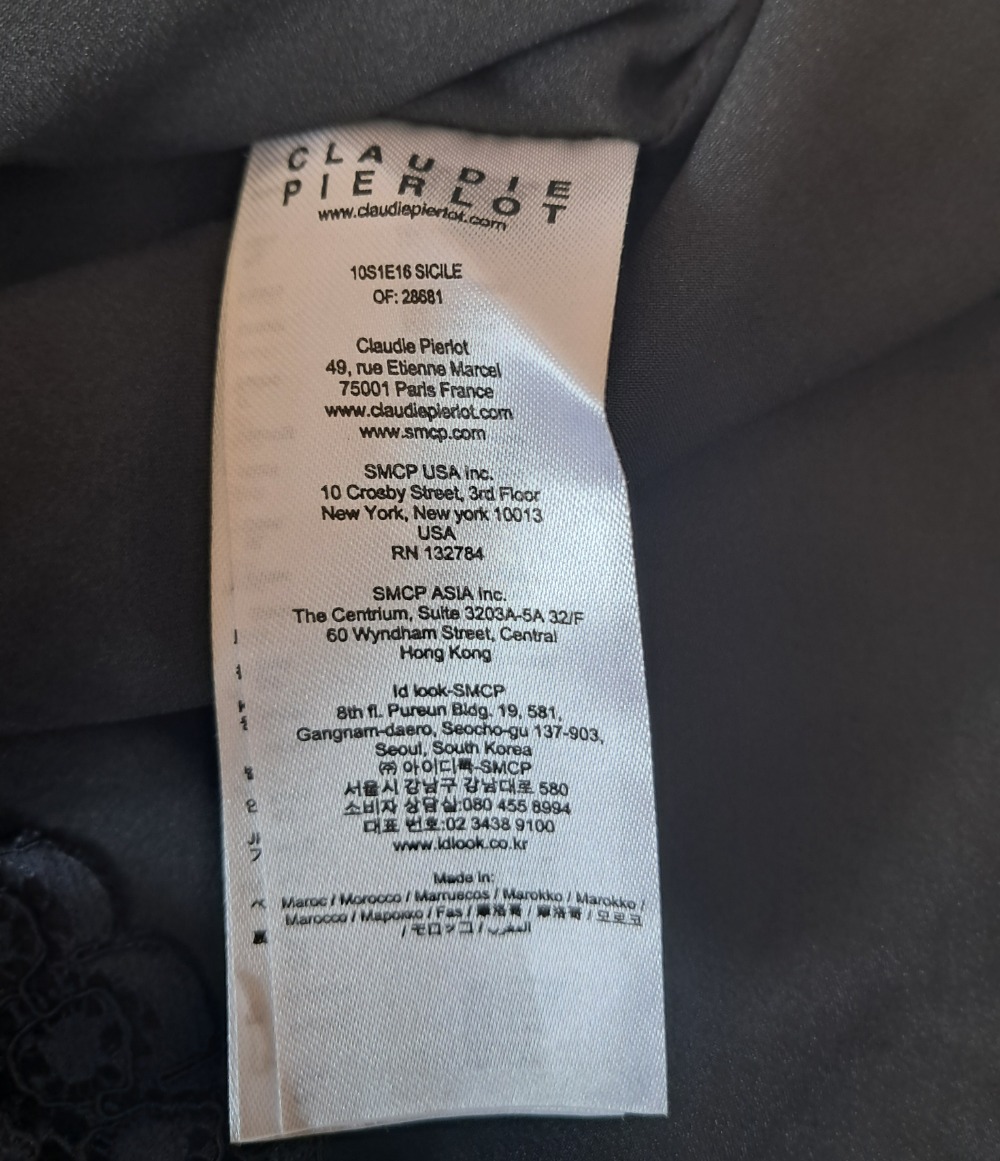 CLAUDIE
PIERLOT
www.claudiepierlot.com
10S1E16 SICILE
OF: 28681
Claudie Pierlot
49, rue Etienne Marcel
75001 Paris France
www.claudiepierlot.com
www.smcp.com
SMCP USA inc.
10 Crosby Street, 3rd Floor
New York, New york 10013
USA
RN 132784
SMCP ASIA inc.
The Centrium, Suite 3203A-5A 32/F
60 Wyndham Street, Central
Hong Kong
Id look-SMCP
8th fl. Pureun Bldg. 19, 581,
Gangnam-daero, Seocho-gu 137-903,
Seoul, South Korea
㈜ 아이디룩-SMCP
서울시 강남구 강남대로 580
소비자 상담실:080 455 8994
대표 번호:02 3438 9100
www.idlook.co.kr
Made in:
Maroc / Morocco / Marruecos / Marokko / Marokko /
Marocco / Марокко / Fas / 摩洛哥 / 摩洛哥 / 모로코
/ モロッコ / المغرب